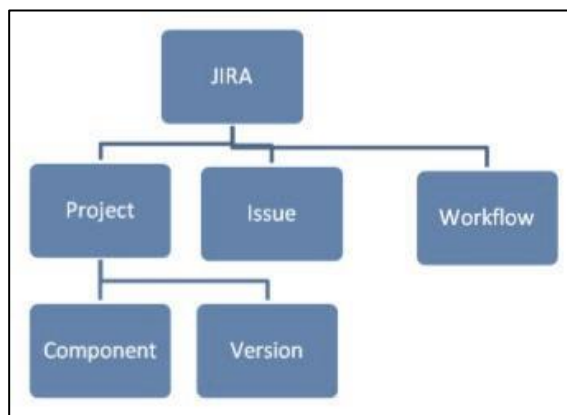 JIRA
Project
Issue
Workflow
Component
Version